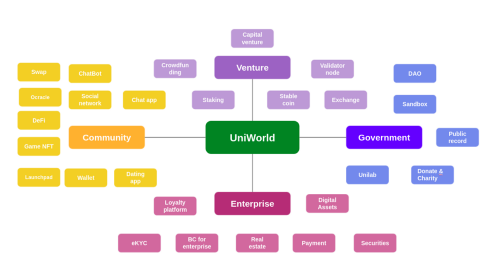 Capital
venture
Crowdfun
ding
Venture
Validator
node
Swap
ChatBot
DAO
Social
network
Chat app
Staking
Stable
coin
Exchange
Sandbox
DeFi
Community
UniWorld
Government
Public
record
Game NFT
Launchpad
Wallet
Dating
app
Unilab
Donate &
Charity
Loyalty
platform
Enterprise
Digital
Assets
eKYC
BC for
enterprise
Real
estate
Payment
Securities